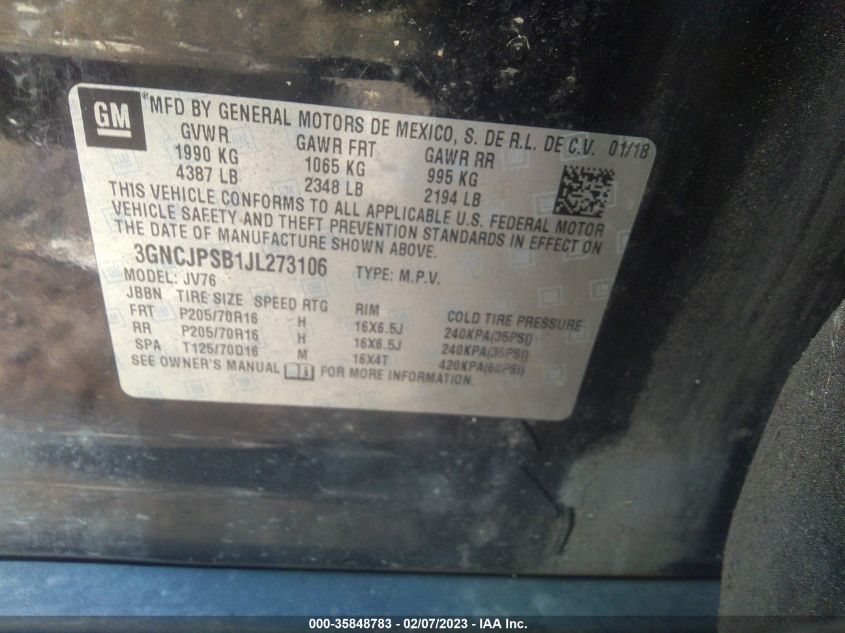 GM
MFD BY GENERAL MOTORS DE MEXICO, S. DE R.L. DE C.V. 01/18
GVWR GAWR FRT GAWR RR
1990 KG 1065 KG 995 KG
4387 LB 2348 LB 2194 LB
THIS VEHICLE CONFORMS TO ALL APPLICABLE U.S. FEDERAL MOTOR
VEHICLE SAFETY AND THEFT PREVENTION STANDARDS IN EFFECT ON
THE DATE OF MANUFACTURE SHOWN ABOVE.
3GNCJPSB1JL273106 TYPE: M.P.V.
MODEL: JV76
JBBN TIRE SIZE SPEED RTG RIM COLD TIRE PRESSURE
FRT P205/70R16 H 16X6.5J 240KPA(35PSI)
RR P205/70R16 H 16X6.5J 240KPA(35PSI)
SPA T125/70D16 M 16X4T 420KPA(60PSI)
SEE OWNER'S MANUAL FOR MORE INFORMATION
000-35848783 - 02/07/2023 - IAA Inc.